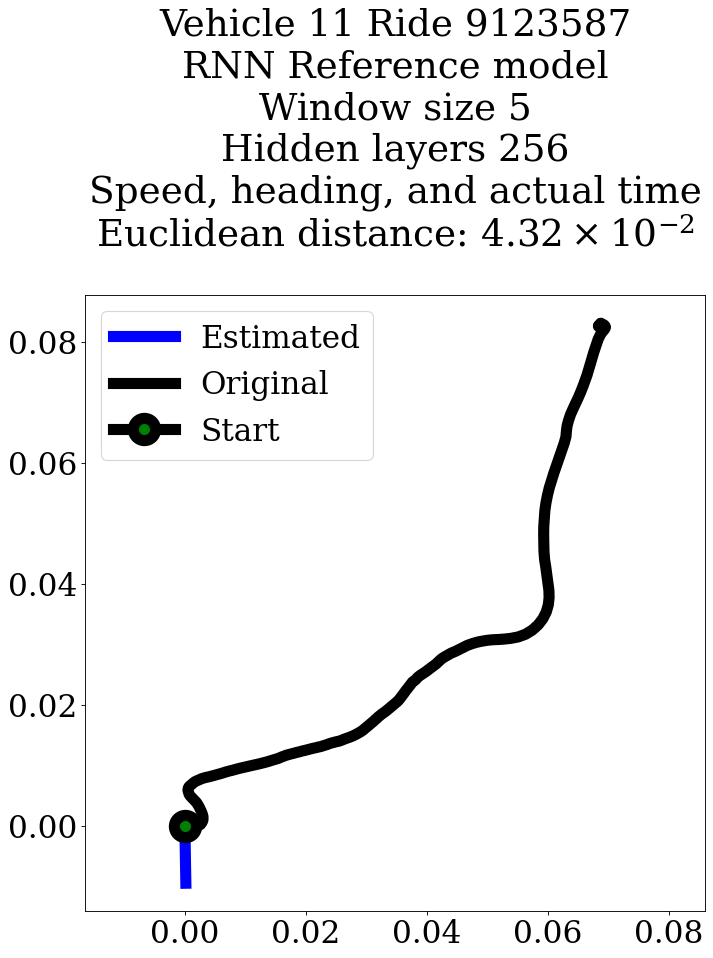 Vehicle 11 Ride 9123587
RNN Reference model
Window size 5
Hidden layers 256
Speed, heading, and actual time
Euclidean distance: 4.32 × 10⁻²
Estimated
Original
Start
0.08
0.06
0.04
0.02
0.00
0.00 0.02 0.04 0.06 0.08